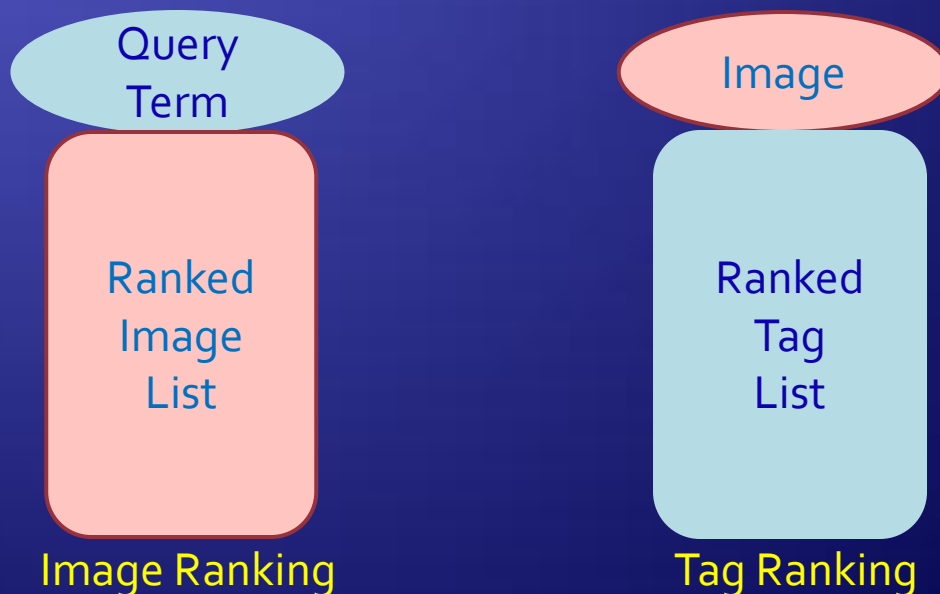 Query
Term
Ranked
Image
List
Image Ranking
Image
Ranked
Tag
List
Tag Ranking